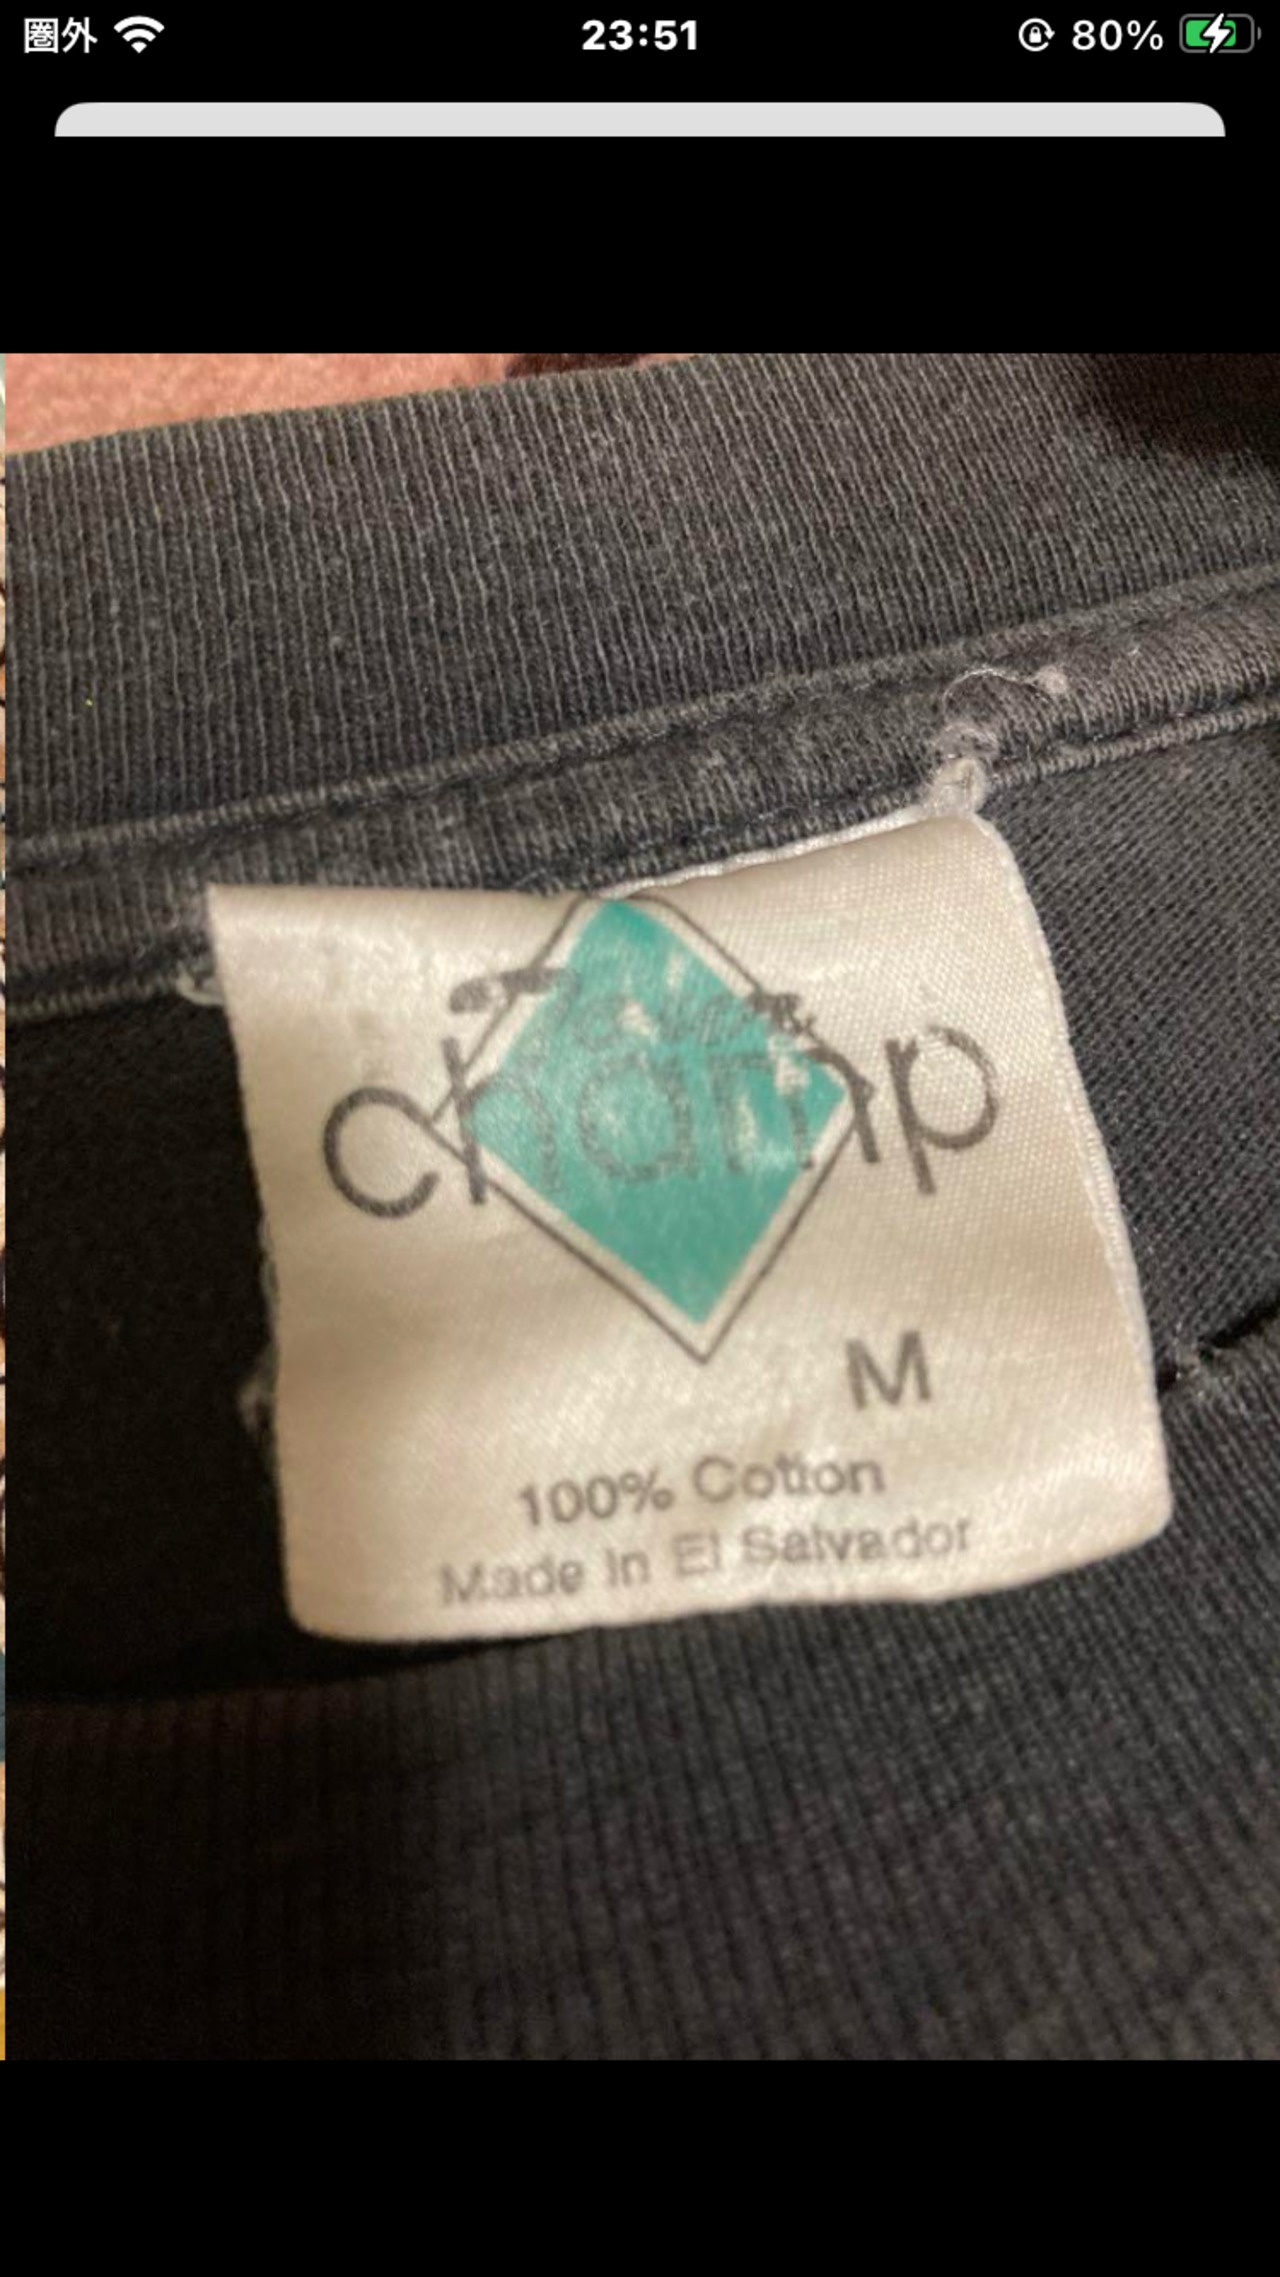 圏外
23:51
80%
champ
M
100% Cotton
Made In El Salvador